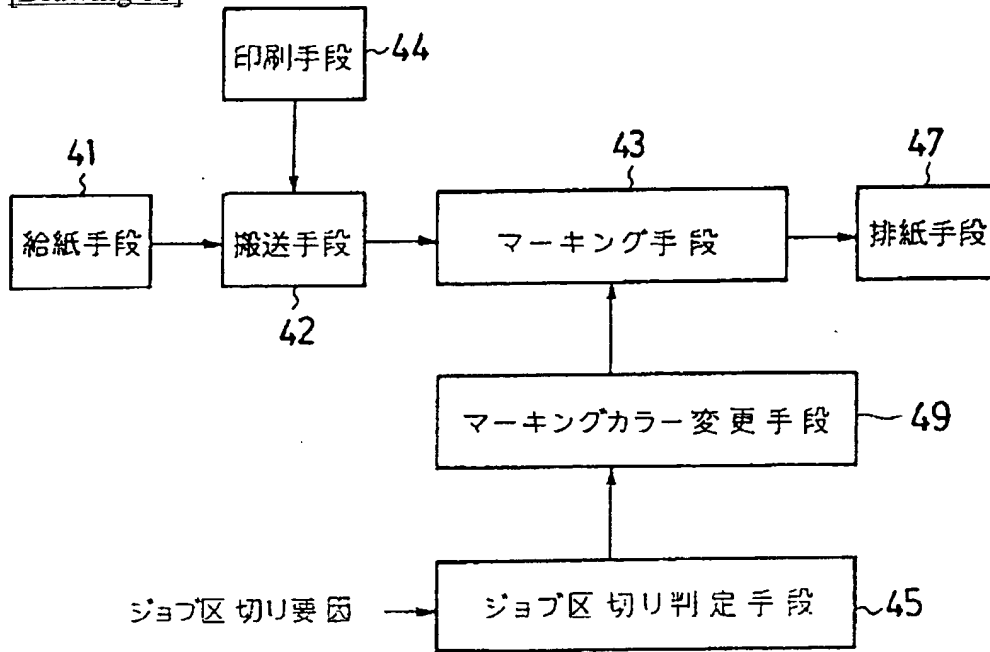 印刷手段
44
41
43
47
給紙手段
搬送手段
マーキング手段
排紙手段
42
マーキングカラー変更手段
49
ジョブ区切り要因
ジョブ区切り判定手段
45